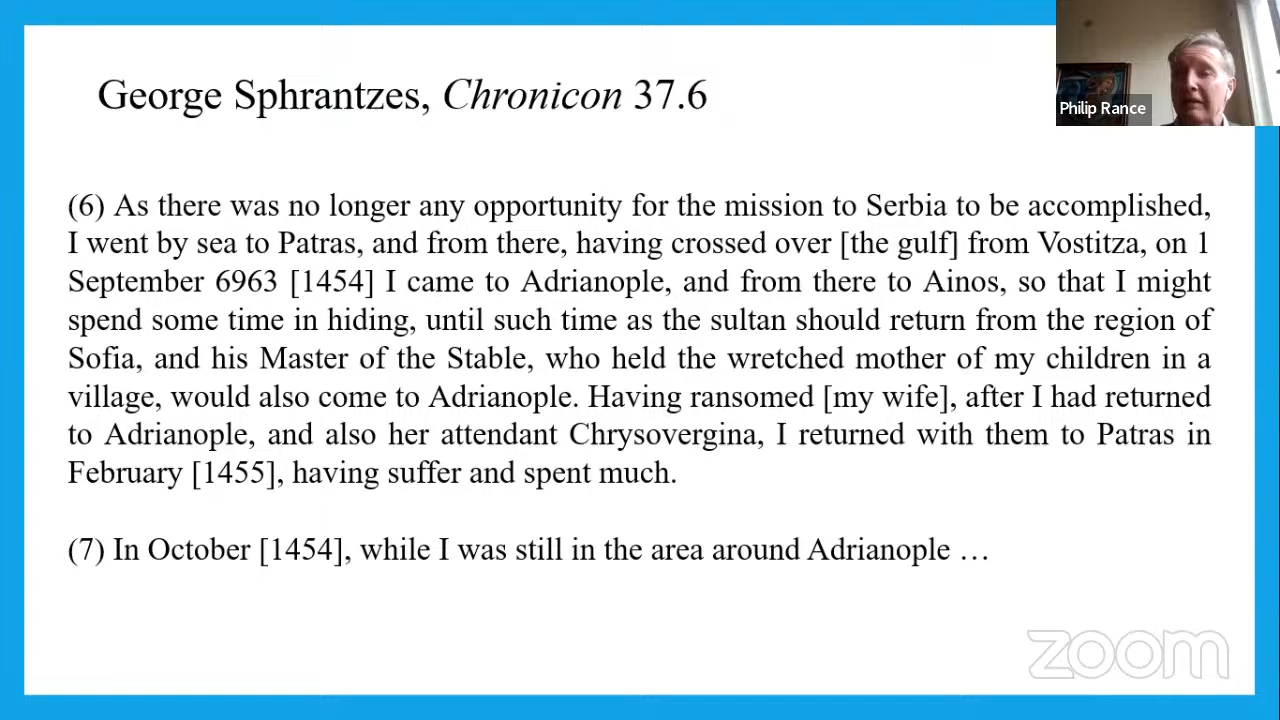 George Sphrantzes, Chronicon 37.6
Philip Rance
(6) As there was no longer any opportunity for the mission to Serbia to be accomplished,
I went by sea to Patras, and from there, having crossed over [the gulf] from Vostitza, on 1
September 6963 [1454] I came to Adrianople, and from there to Ainos, so that I might
spend some time in hiding, until such time as the sultan should return from the region of
Sofia, and his Master of the Stable, who held the wretched mother of my children in a
village, would also come to Adrianople. Having ransomed [my wife], after I had returned
to Adrianople, and also her attendant Chrysovergina, I returned with them to Patras in
February [1455], having suffer and spent much.
(7) In October [1454], while I was still in the area around Adrianople …
zoom